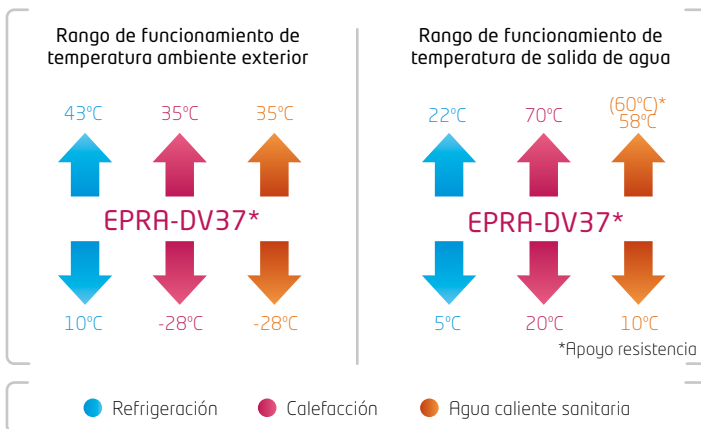 Rango de funcionamiento de
temperatura ambiente exterior
43ºC 35ºC 35ºC
EPRA-DV37*
10ºC -28ºC -28ºC
Rango de funcionamiento de
temperatura de salida de agua
22ºC 70ºC (60ºC)*
58ºC
EPRA-DV37*
5ºC 20ºC 10ºC
*Apoyo resistencia
Refrigeración Calefacción Agua caliente sanitaria